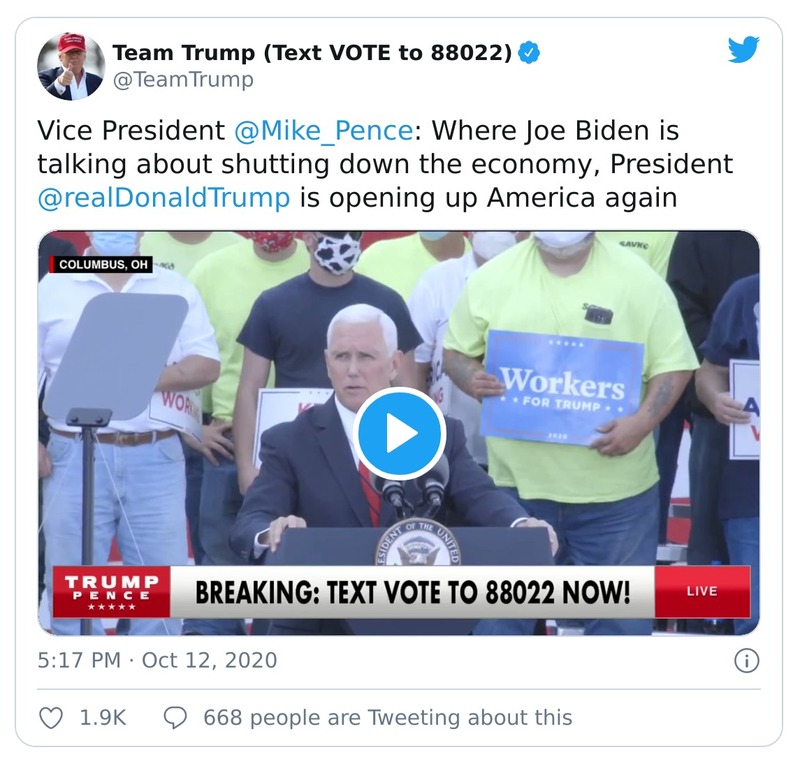 Team Trump (Text VOTE to 88022)
@TeamTrump
Vice President @Mike_Pence: Where Joe Biden is
talking about shutting down the economy, President
@realDonaldTrump is opening up America again
COLUMBUS, OH
Workers
FOR TRUMP
2020
TRUMP
PENCE
BREAKING: TEXT VOTE TO 88022 NOW!
LIVE
5:17 PM · Oct 12, 2020
1.9K
668 people are Tweeting about this